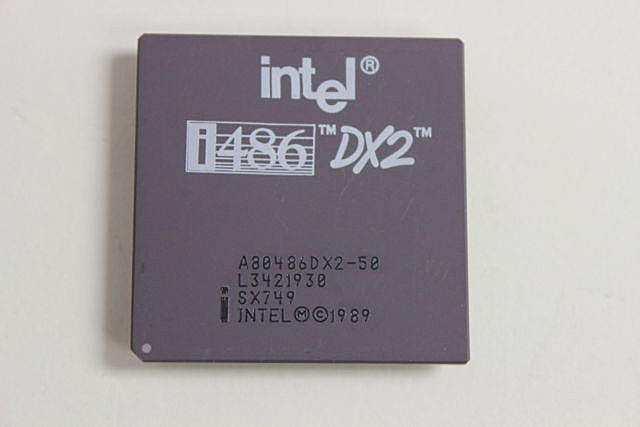 intel®
i486™ DX2™
A80486DX2-50
L3421930
SX749
i INTEL Ⓜ©1989